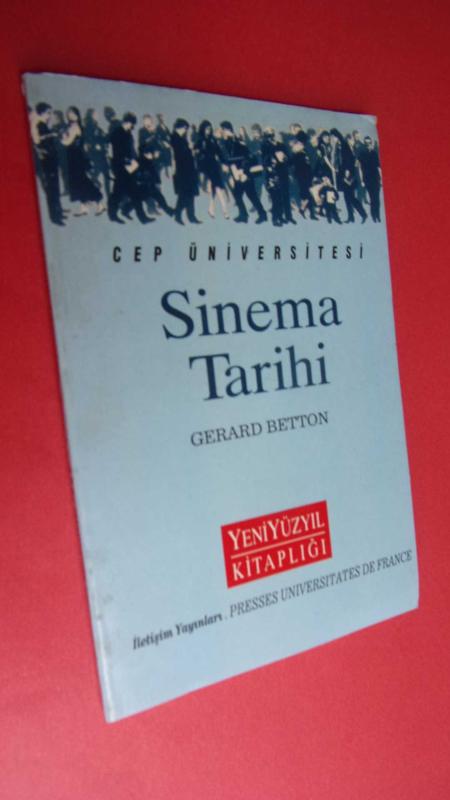 CEP ÜNİVERSİTESİ
Sinema
Tarihi
GERARD BETTON
YENİYÜZYIL
KİTAPLIĞI
İletişim Yayınları . PRESSES UNIVERSITATES DE FRANCE